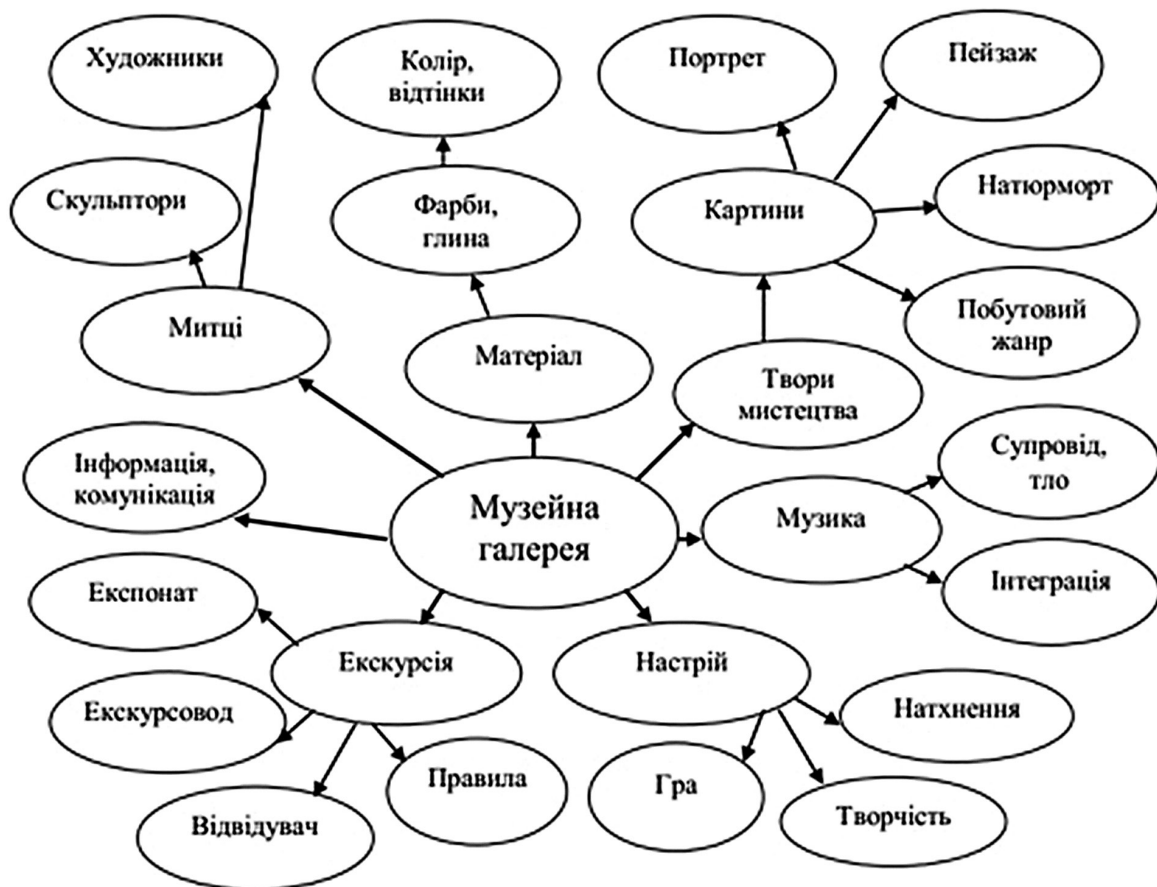 Художники
Колір,
відтінки
Портрет
Пейзаж
Скульптори
Фарби,
глина
Картини
Натюрморт
Митці
Матеріал
Твори
мистецтва
Побутовий
жанр
Інформація,
комунікація
Музейна
галерея
Музика
Супровід,
тло
Інтеграція
Експонат
Екскурсія
Настрій
Екскурсовод
Натхнення
Відвідувач
Правила
Гра
Творчість